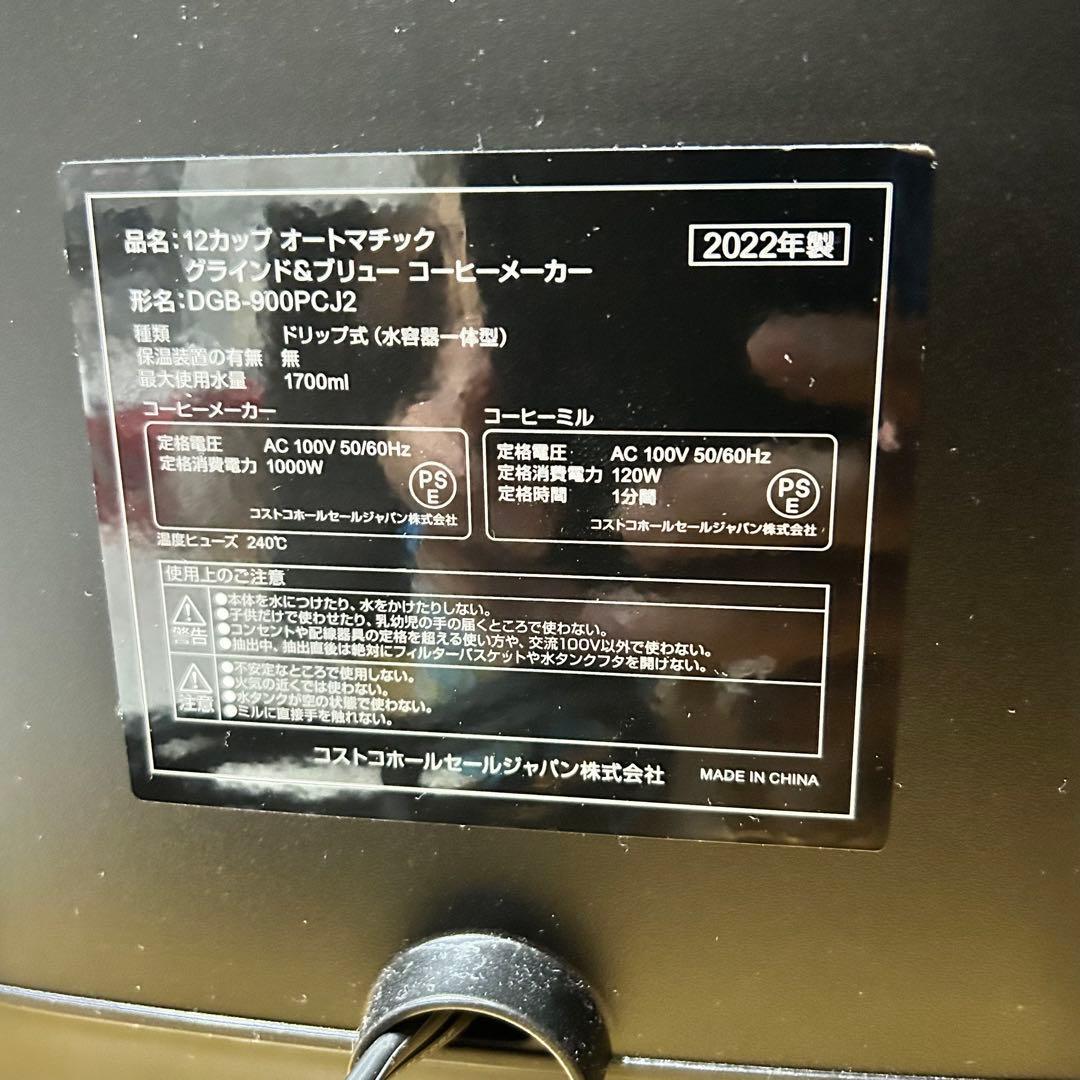 品名：12カップ オートマチック
グラインド&ブリュー コーヒーメーカー
2022年製
形名：DGB-900PCJ2
種類 ドリップ式（水容器一体型）
保温装置の有無 無
最大使用水量 1700ml
コーヒーメーカー
定格電圧 AC 100V 50/60Hz
定格消費電力 1000W
PS
E
コストコホールセールジャパン株式会社
温度ヒューズ 240℃
コーヒーミル
定格電圧 AC 100V 50/60Hz
定格消費電力 120W
定格時間 1分間
PS
E
コストコホールセールジャパン株式会社
使用上のご注意
警告
●本体を水につけたり、水をかけたりしない。
●子供だけで使わせたり、乳幼児の手の届くところで使わない。
●コンセントや配線器具の定格を超える使い方や、交流100V以外で使わない。
●抽出中、抽出直後は絶対にフィルターバスケットや水タンクフタを開けない。
注意
●不安定なところで使用しない。
●火気の近くでは使わない。
●水タンクが空の状態で使わない。
●ミルに直接手を触れない。
コストコホールセールジャパン株式会社
MADE IN CHINA